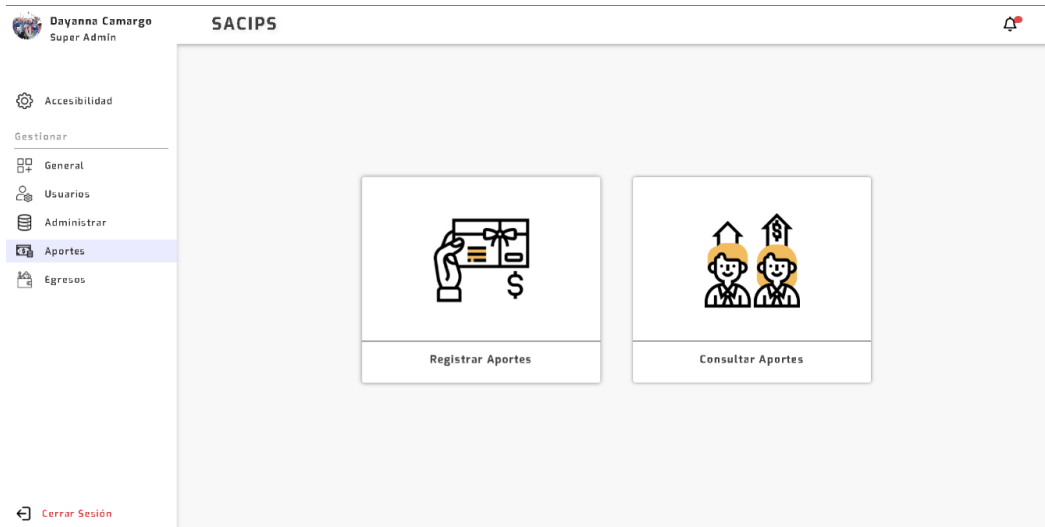 Dayanna Camargo
Super Admin
SACIPS
Accesibilidad
Gestionar
General
Usuarios
Administrar
Aportes
Egresos
Registrar Aportes
Consultar Aportes
Cerrar Sesión